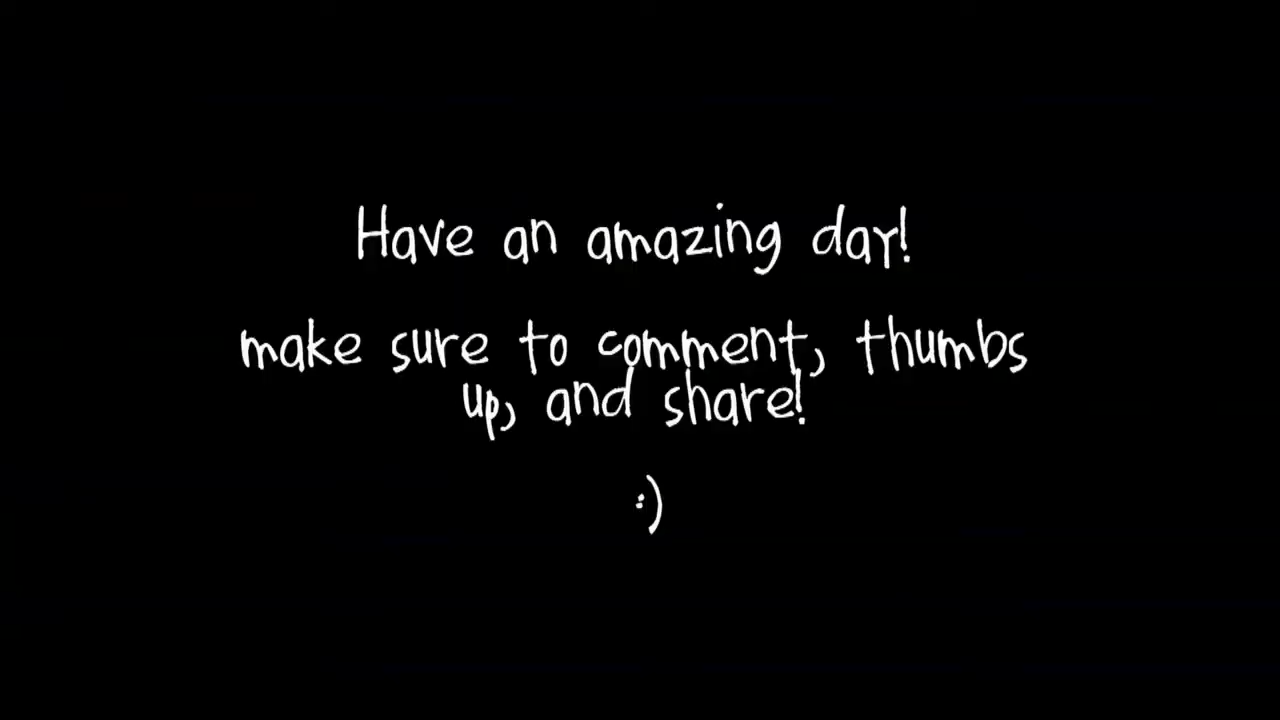 Have an amazing day!
make sure to comment, thumbs
up, and share!
:)